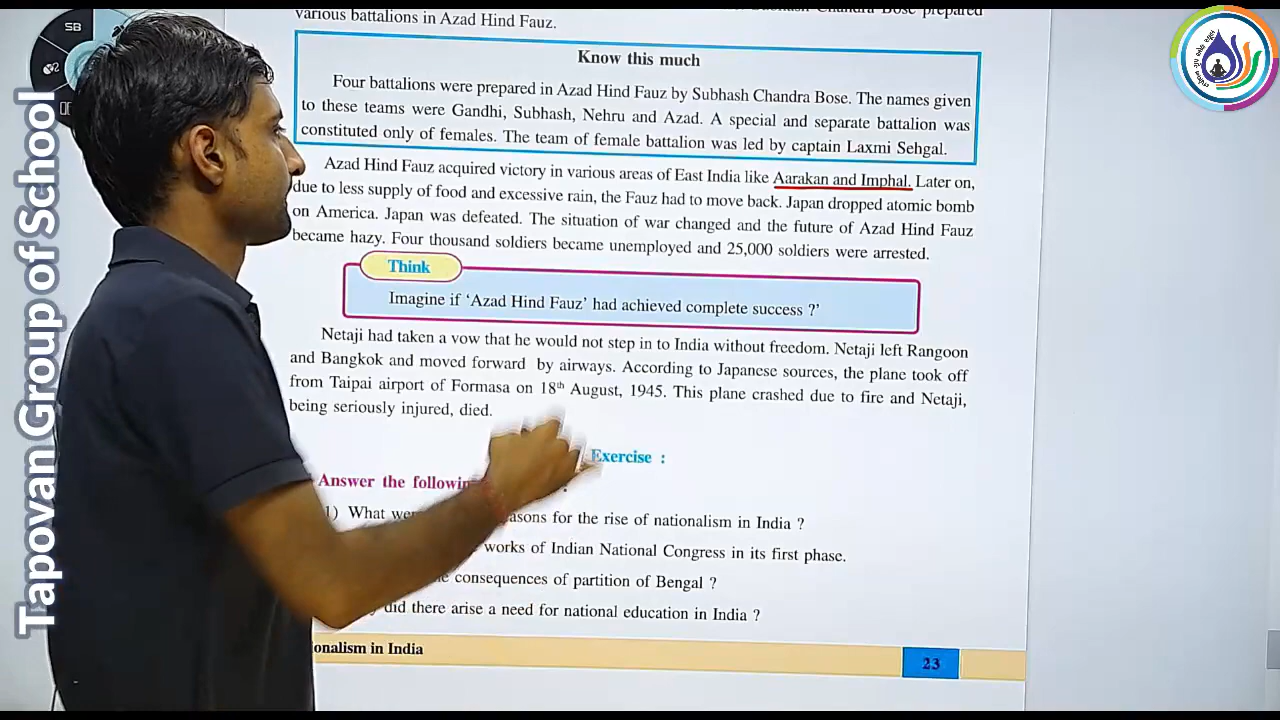 Subhash Chandra Bose prepared
various battalions in Azad Hind Fauz.
Know this much
Four battalions were prepared in Azad Hind Fauz by Subhash Chandra Bose. The names given
to these teams were Gandhi, Subhash, Nehru and Azad. A special and separate battalion was
constituted only of females. The team of female battalion was led by captain Laxmi Sehgal.
Azad Hind Fauz acquired victory in various areas of East India like Aarakan and Imphal. Later on,
due to less supply of food and excessive rain, the Fauz had to move back. Japan dropped atomic bomb
on America. Japan was defeated. The situation of war changed and the future of Azad Hind Fauz
became hazy. Four thousand soldiers became unemployed and 25,000 soldiers were arrested.
Think
Imagine if ‘Azad Hind Fauz’ had achieved complete success ?’
Netaji had taken a vow that he would not step in to India without freedom. Netaji left Rangoon
and Bangkok and moved forward by airways. According to Japanese sources, the plane took off
from Taipai airport of Formasa on 18th August, 1945. This plane crashed due to fire and Netaji,
being seriously injured, died.
Exercise :
Answer the followin
1) What wer asons for the rise of nationalism in India ?
works of Indian National Congress in its first phase.
consequences of partition of Bengal ?
did there arise a need for national education in India ?
onalism in India
23
Tapovan Group of School
SB